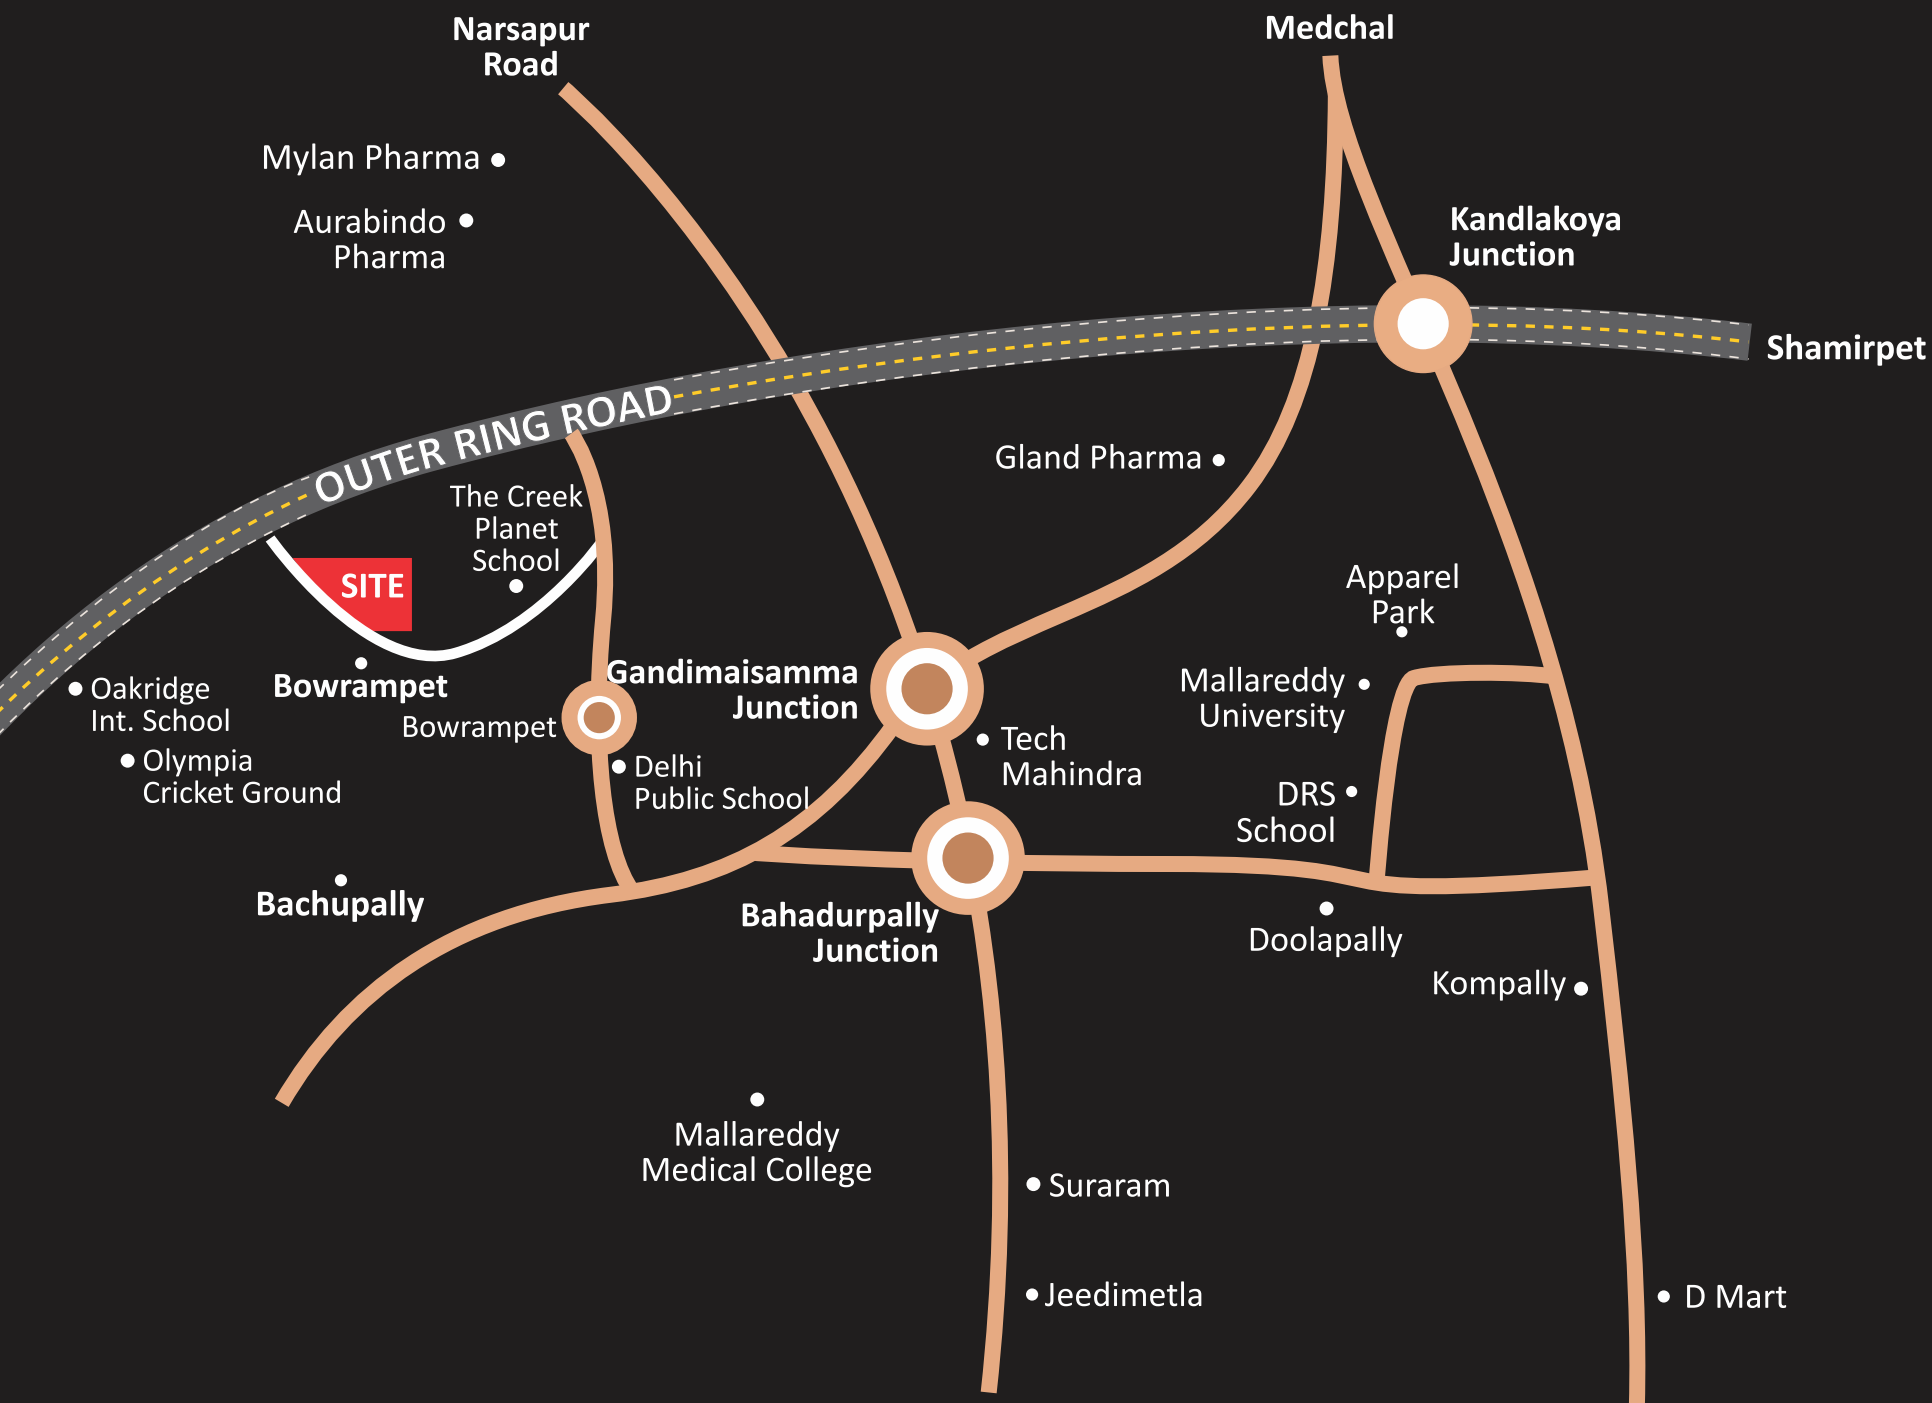 Narsapur
Road
Medchal
Mylan Pharma
Aurabindo
Pharma
Kandlakoya
Junction
Shamirpet
OUTER RING ROAD
Gland Pharma
The Creek
Planet
School
SITE
Apparel
Park
Bowrampet
Gandimaisamma
Junction
Mallareddy
University
Oakridge
Int. School
Bowrampet
Tech
Mahindra
Olympia
Cricket Ground
Delhi
Public School
DRS
School
Bachupally
Bahadurpally
Junction
Doolapally
Kompally
Mallareddy
Medical College
Suraram
Jeedimetla
D Mart